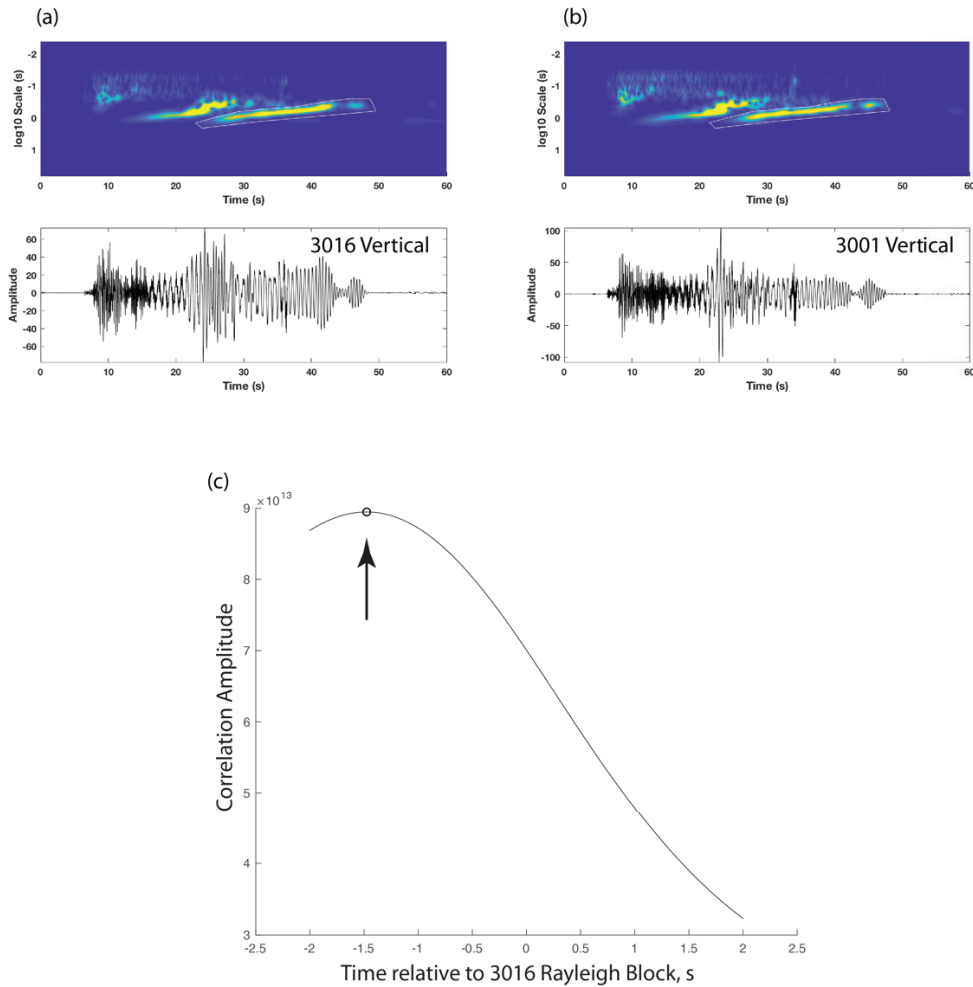 (a)
(b)
log10 Scale (s)
-2
-1
0
1
0 10 20 30 40 50 60
Time (s)
log10 Scale (s)
-2
-1
0
1
0 10 20 30 40 50 60
Time (s)
3016 Vertical
Amplitude
60
40
20
0
-20
-40
-60
0 10 20 30 40 50 60
Time (s)
3001 Vertical
Amplitude
100
50
0
-50
-100
0 10 20 30 40 50 60
Time (s)
(c)
×10 13
Correlation Amplitude
9
8
7
6
5
4
3
-2.5 -2 -1.5 -1 -0.5 0 0.5 1 1.5 2 2.5
Time relative to 3016 Rayleigh Block, s